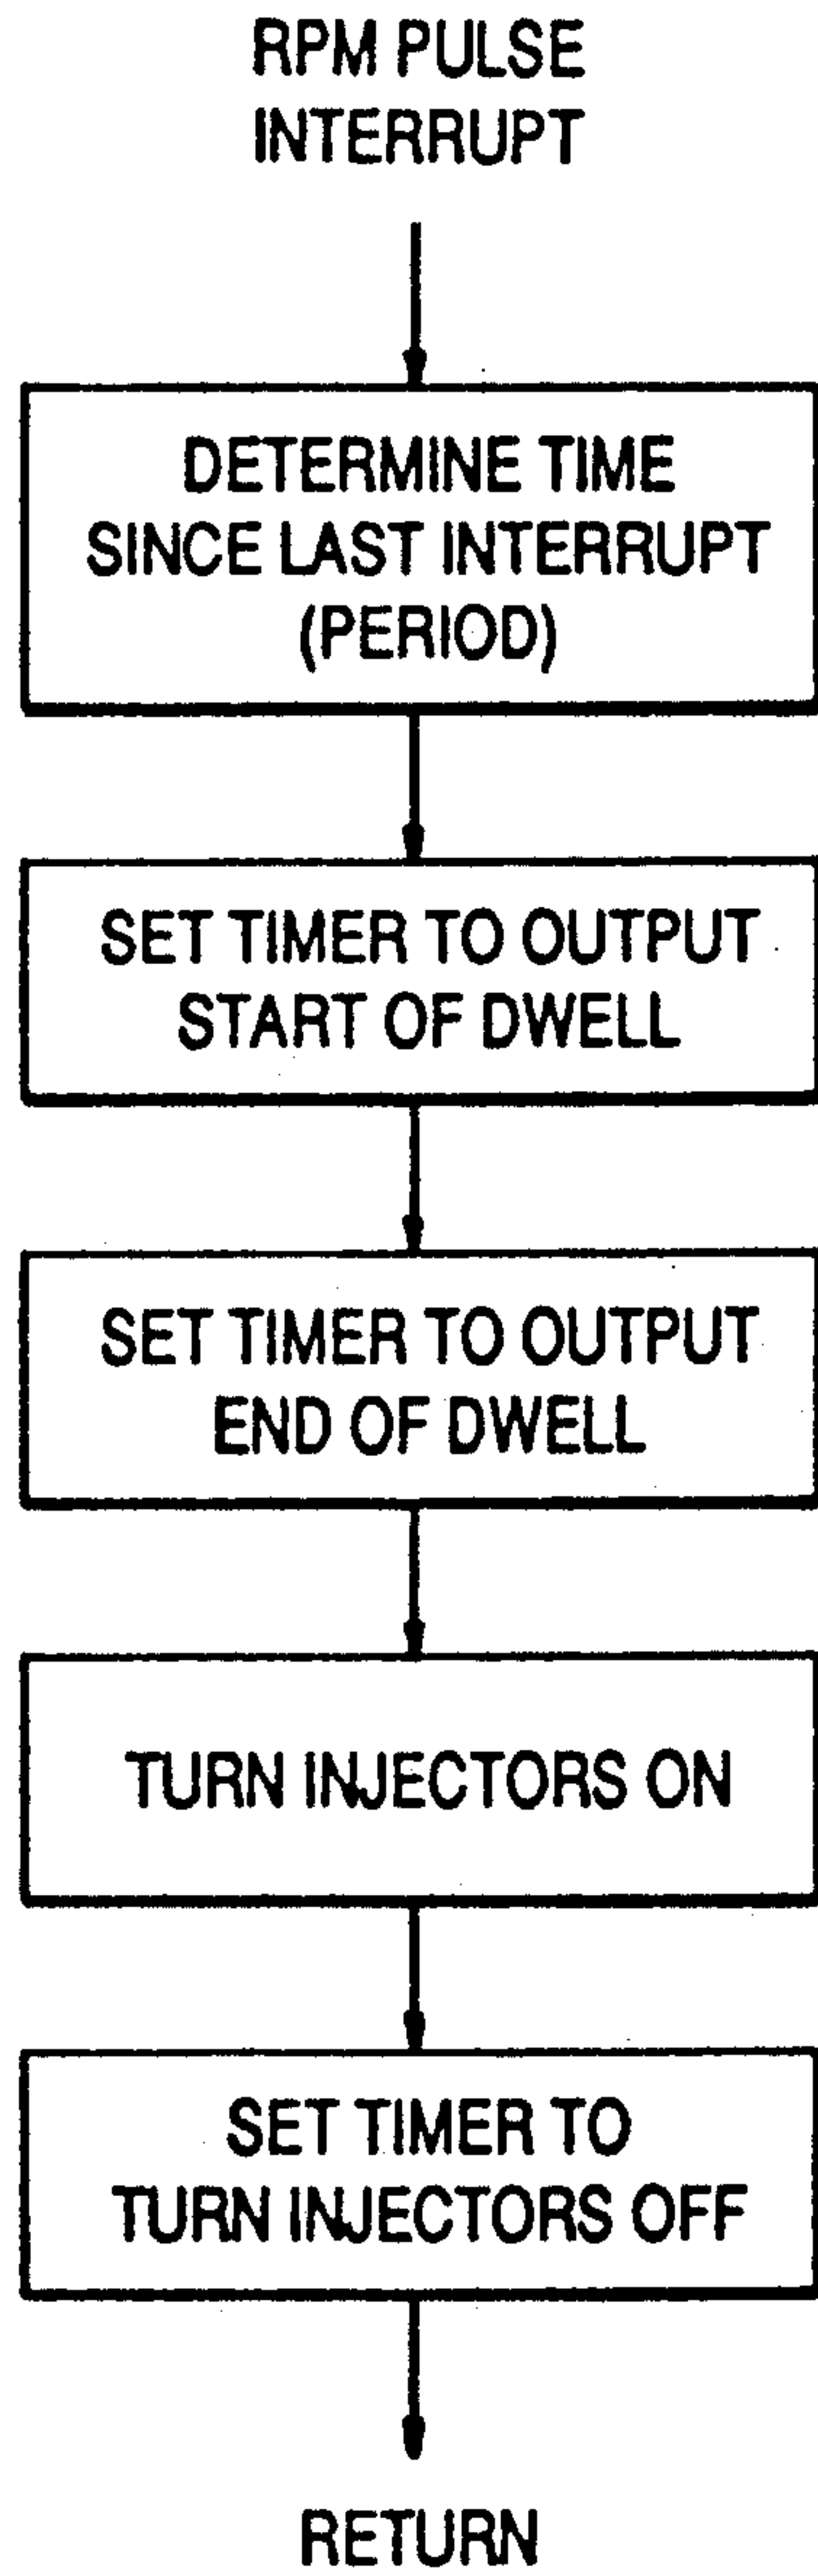 RPM PULSE
INTERRUPT
DETERMINE TIME
SINCE LAST INTERRUPT
(PERIOD)
SET TIMER TO OUTPUT
START OF DWELL
SET TIMER TO OUTPUT
END OF DWELL
TURN INJECTORS ON
SET TIMER TO
TURN INJECTORS OFF
RETURN